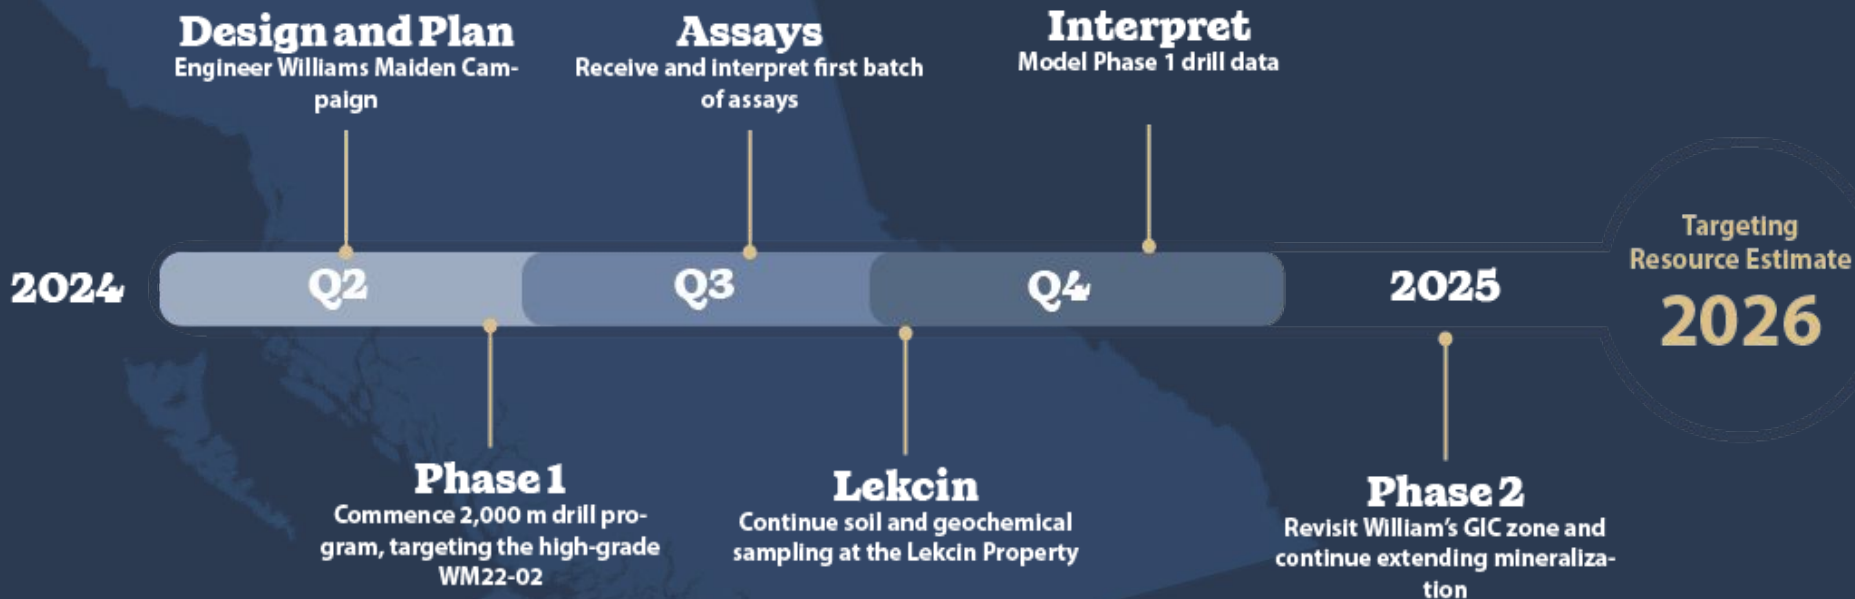 Design and Plan
Engineer Williams Maiden Cam-
paign
Assays
Receive and interpret first batch
of assays
Interpret
Model Phase 1 drill data
2024
Q2
Q3
Q4
2025
Targeting
Resource Estimate
2026
Phase 1
Commence 2,000 m drill pro-
gram, targeting the high-grade
WM22-02
Lekcin
Continue soil and geochemical
sampling at the Lekcin Property
Phase 2
Revisit William's GIC zone and
continue extending mineraliza-
tion